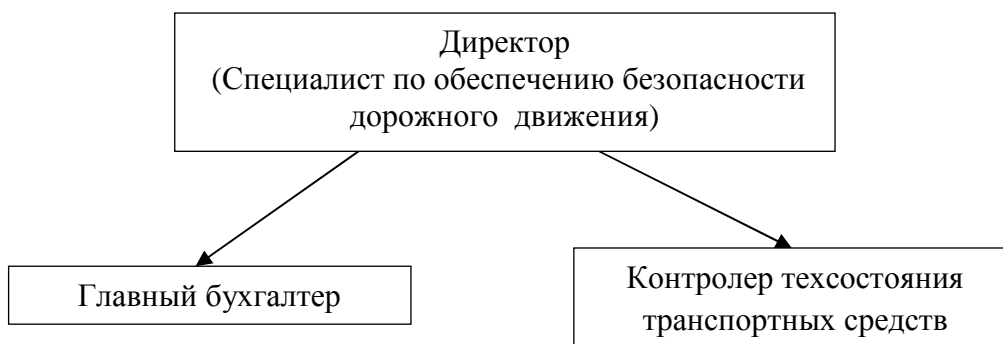 Директор
(Специалист по обеспечению безопасности
дорожного движения)
Главный бухгалтер
Контролер техсостояния
транспортных средств